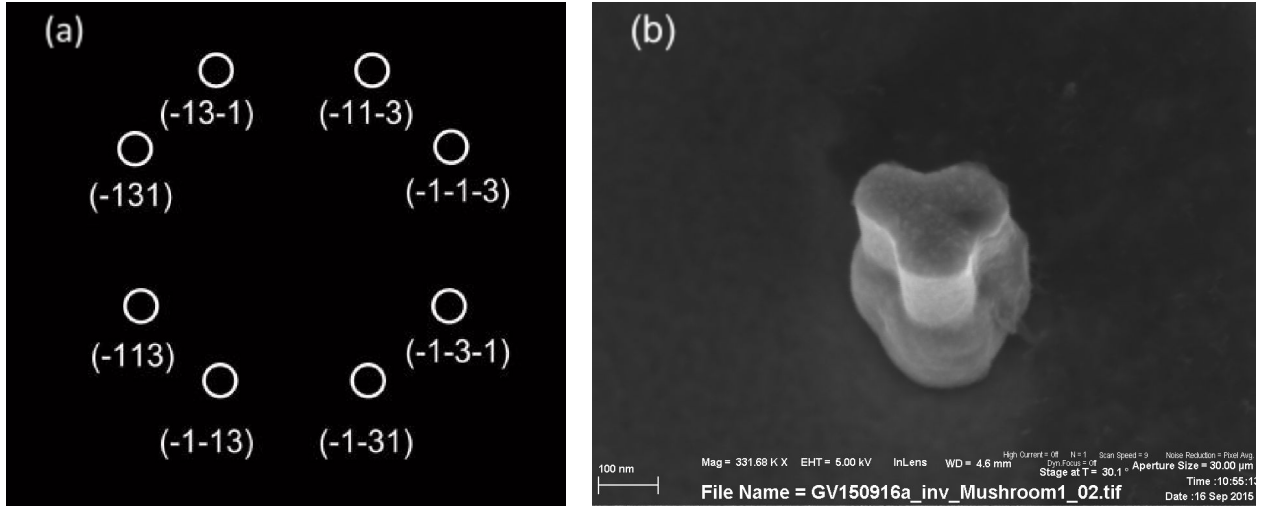 (a)
(-13-1) (-11-3)
(-131) (-1-1-3)
(-113) (-1-3-1)
(-1-13) (-1-31)
(b)
100 nm
Mag = 331.68 K X EHT = 5.00 kV InLens WD = 4.6 mm
High Current = Off N = 1 Scan Speed = 9 Noise Reduction = Pixel Avg.
Dyn.Focus = Off Aperture Size = 30.00 µm
Stage at T = 30.1 °
Time :10:55:13
File Name = GV150916a_inv_Mushroom1_02.tif
Date :16 Sep 2015